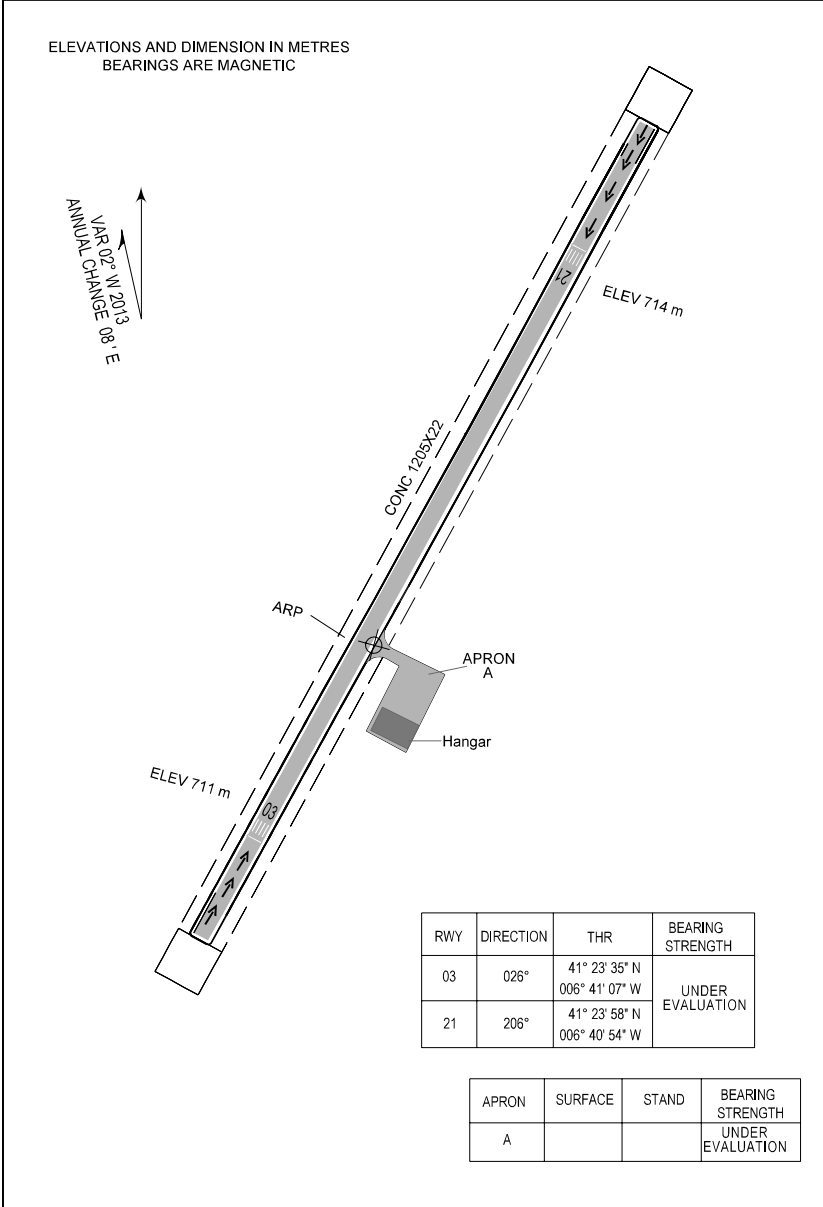 ELEVATIONS AND DIMENSION IN METRES
BEARINGS ARE MAGNETIC
VAR 02° W 2013
ANNUAL CHANGE 08' E
21
ELEV 714 m
CONC 1205X22
ARP
APRON
A
Hangar
ELEV 711 m
03
RWY DIRECTION THR BEARING STRENGTH
03 026° 41° 23' 35" N
006° 41' 07" W
UNDER
EVALUATION
21 206° 41° 23' 58" N
006° 40' 54" W
APRON SURFACE STAND BEARING STRENGTH
A UNDER
EVALUATION